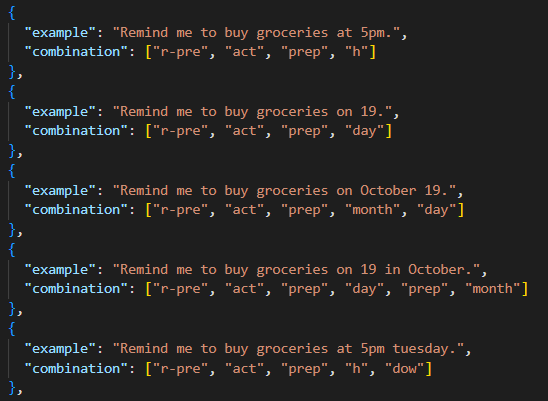 {
"example": "Remind me to buy groceries at 5pm.",
"combination": ["r-pre", "act", "prep", "h"]
},
{
"example": "Remind me to buy groceries on 19.",
"combination": ["r-pre", "act", "prep", "day"]
},
{
"example": "Remind me to buy groceries on October 19.",
"combination": ["r-pre", "act", "prep", "month", "day"]
},
{
"example": "Remind me to buy groceries on 19 in October.",
"combination": ["r-pre", "act", "prep", "day", "prep", "month"]
},
{
"example": "Remind me to buy groceries at 5pm tuesday.",
"combination": ["r-pre", "act", "prep", "h", "dow"]
},